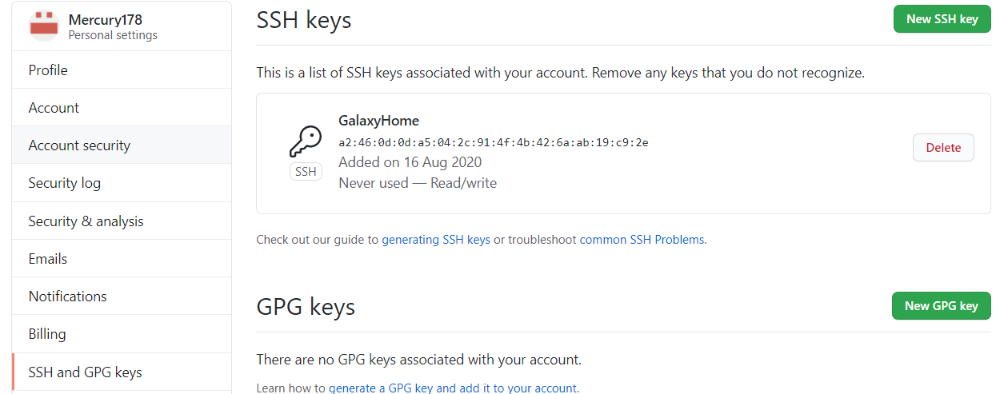 Mercury178
Personal settings
Profile
Account
Account security
Security log
Security & analysis
Emails
Notifications
Billing
SSH and GPG keys
SSH keys
New SSH key
This is a list of SSH keys associated with your account. Remove any keys that you do not recognize.
GalaxyHome
a2:46:0d:0d:a5:04:2c:91:4f:4b:42:6a:ab:19:c9:2e
SSH
Added on 16 Aug 2020
Never used — Read/write
Delete
Check out our guide to generating SSH keys or troubleshoot common SSH Problems.
GPG keys
New GPG key
There are no GPG keys associated with your account.
Learn how to generate a GPG key and add it to your account.